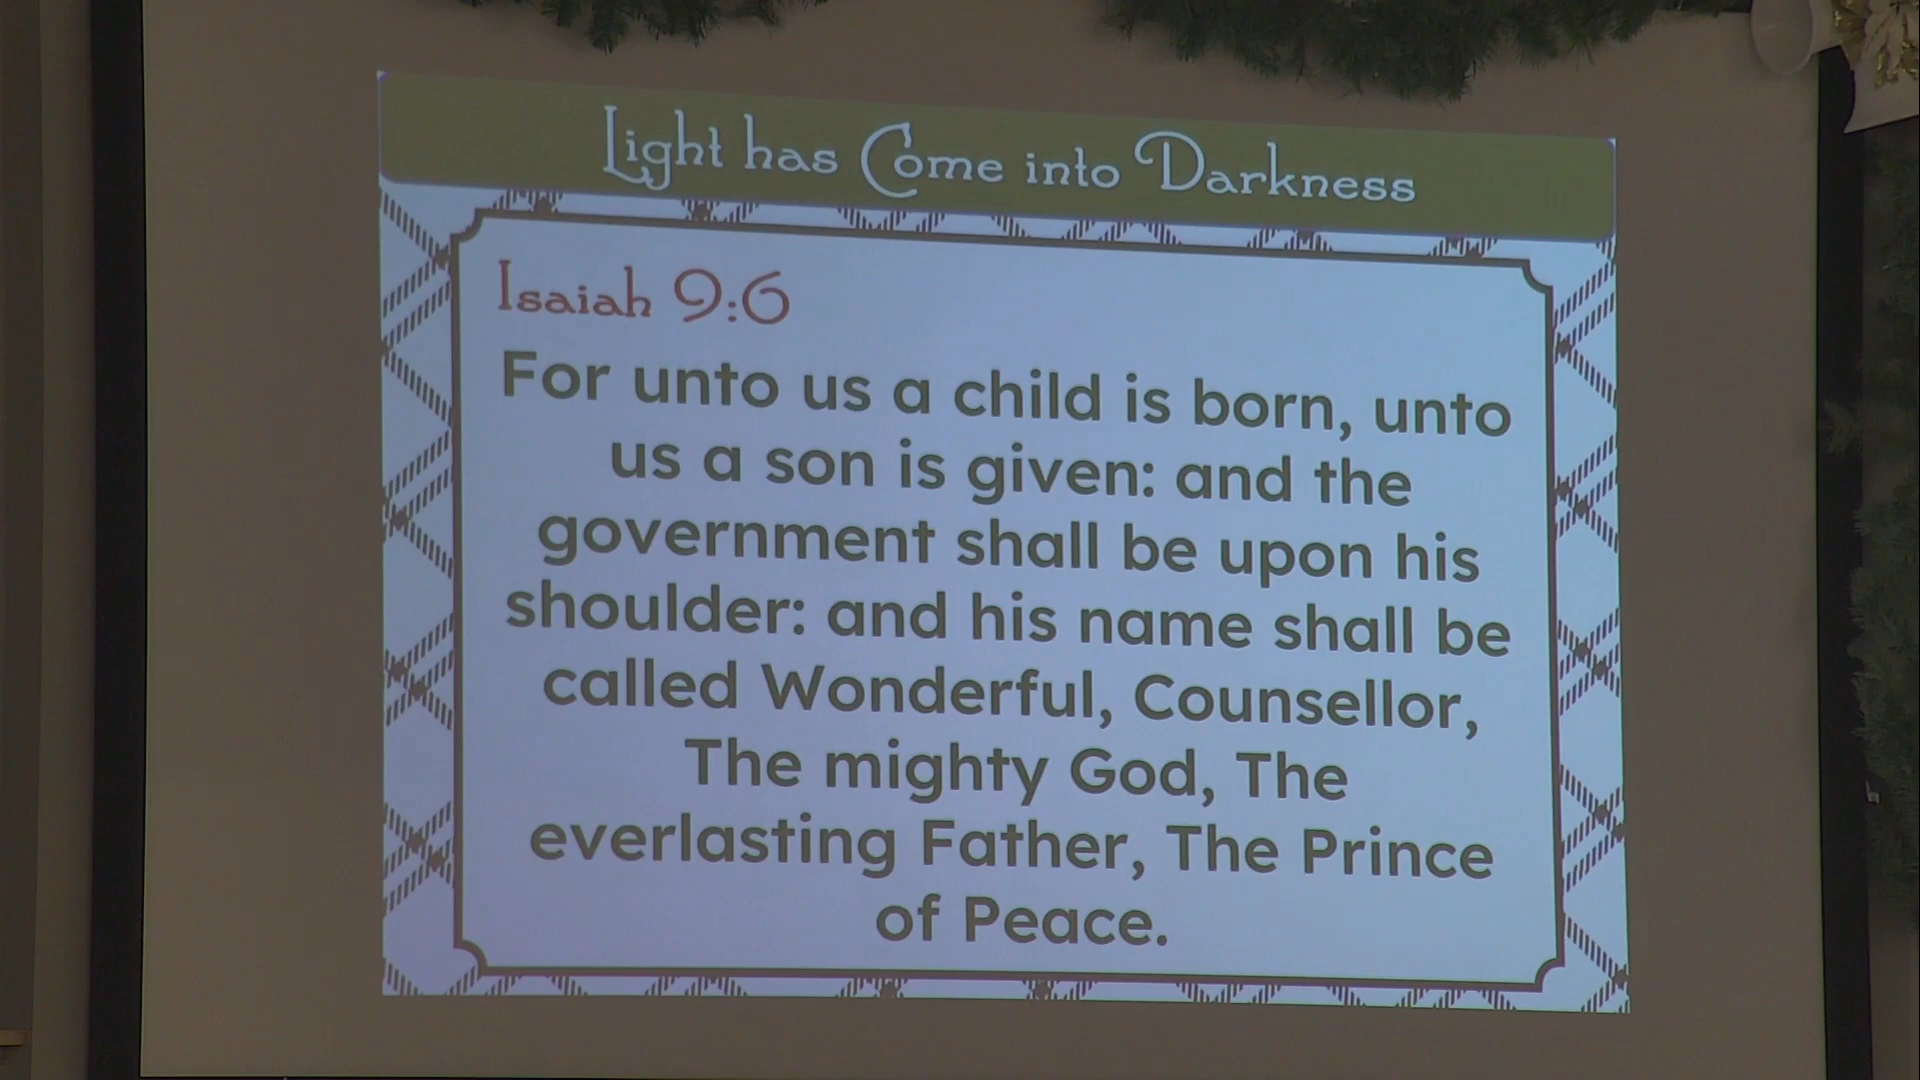 Light has Come into Darkness
Isaiah 9:6
For unto us a child is born, unto
us a son is given: and the
government shall be upon his
shoulder: and his name shall be
called Wonderful, Counsellor,
The mighty God, The
everlasting Father, The Prince
of Peace.